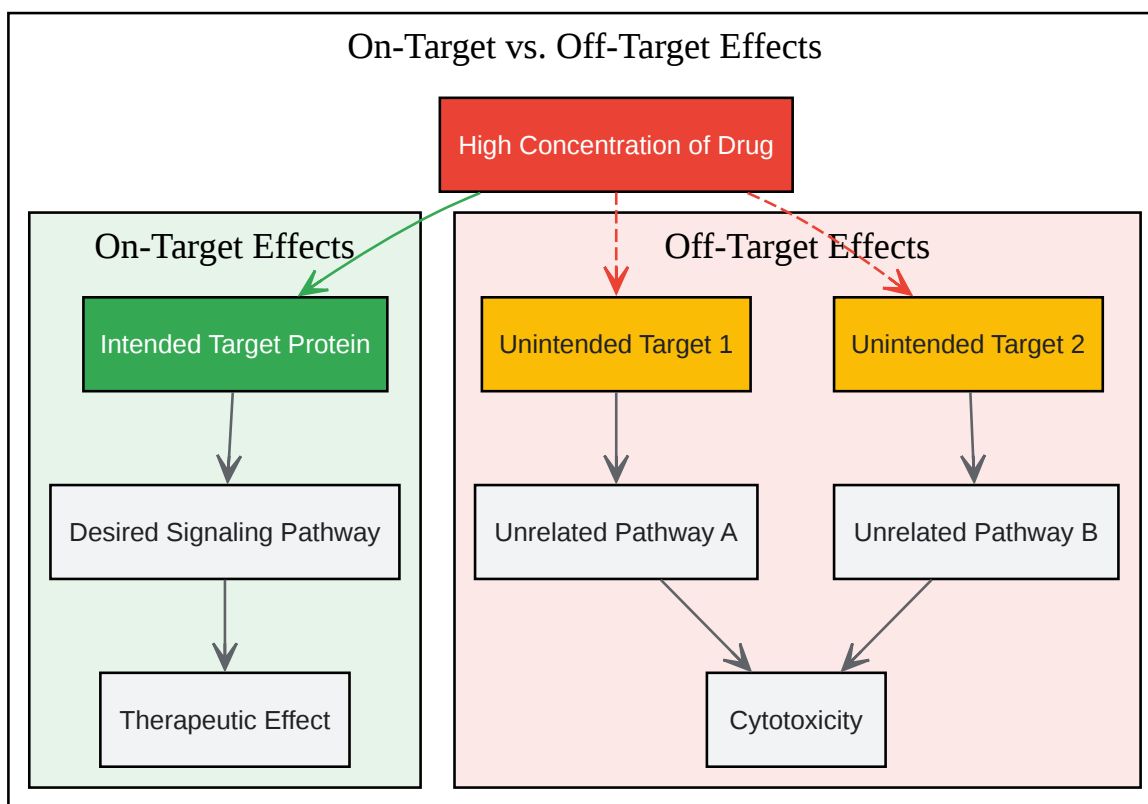 On-Target vs. Off-Target Effects
High Concentration of Drug
On-Target Effects
Off-Target Effects
Intended Target Protein
Unintended Target 1
Unintended Target 2
Desired Signaling Pathway
Unrelated Pathway A
Unrelated Pathway B
Therapeutic Effect
Cytotoxicity